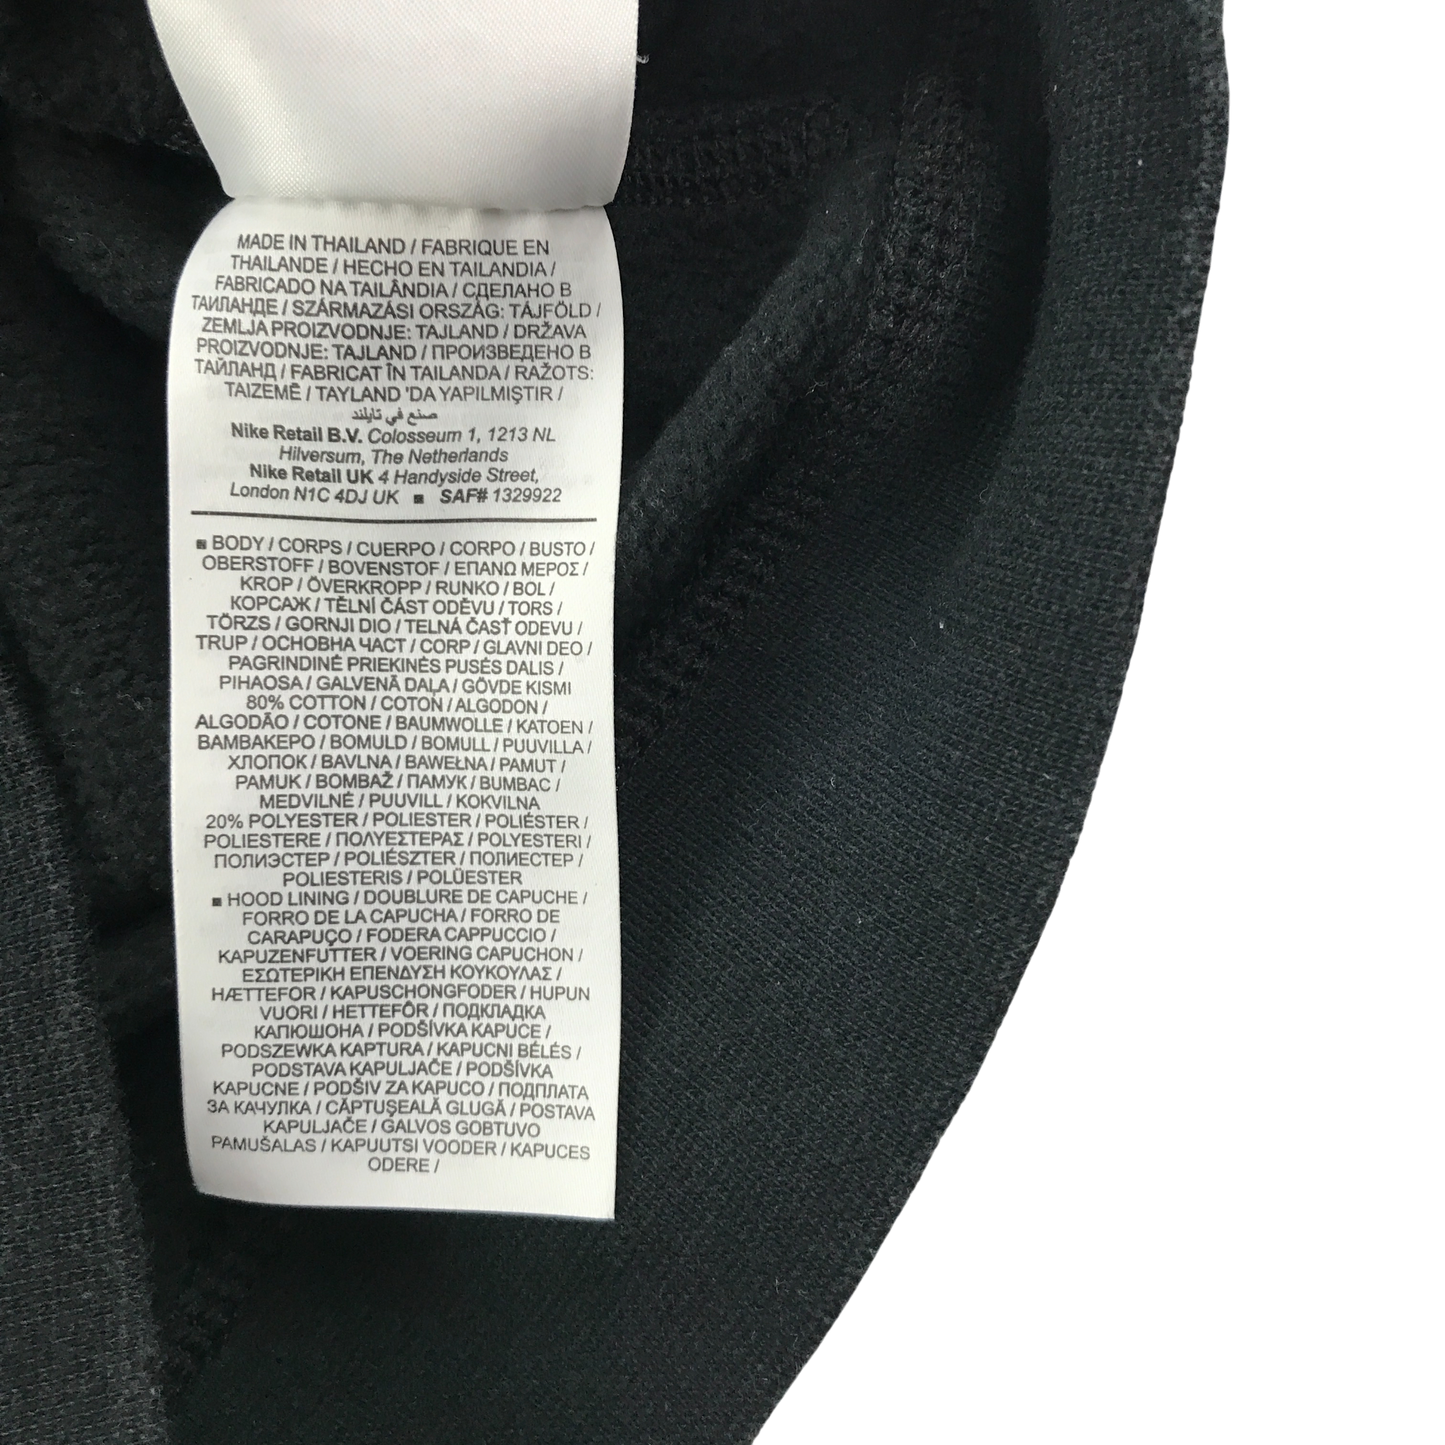 MADE IN THAILAND / FABRIQUE EN
THAILANDE / HECHO EN TAILANDIA /
FABRICADO NA TAILÂNDIA / СДЕЛАНО В
ТАИЛАНДЕ / SZÁRMAZÁSI ORSZÁG: TÁJFÖLD /
ZEMLJA PROIZVODNJE: TAJLAND / DRŽAVA
PROIZVODNJE: TAJLAND / ПРОИЗВЕДЕНО В
ТАЙЛАНД / FABRICAT ÎN TAILANDA / RAŽOTS:
TAIZEMĒ / TAYLAND 'DA YAPILMIŞTIR /
صنع في تايلند
Nike Retail B.V. Colosseum 1, 1213 NL
Hilversum, The Netherlands
Nike Retail UK 4 Handyside Street,
London N1C 4DJ UK ■ SAF# 1329922
■ BODY / CORPS / CUERPO / CORPO / BUSTO /
OBERSTOFF / BOVENSTOF / ΕΠΑΝΩ ΜΕΡΟΣ /
KROP / ÖVERKROPP / RUNKO / BOL /
КОРСАЖ / TĚLNÍ ČÁST ODĚVU / TORS /
TÖRZS / GORNJI DIO / TELNÁ ČASŤ ODEVU /
TRUP / ОСНОВНА ЧАСТ / CORP / GLAVNI DEO /
PAGRINDINĖ PRIEKINĖS PUSĖS DALIS /
PIHAOSA / GALVENĀ DAĻA / GÖVDE KISMI
80% COTTON / COTON / ALGODON /
ALGODÃO / COTONE / BAUMWOLLE / KATOEN /
ΒΑΜΒΑΚΕΡΟ / BOMULD / BOMULL / PUUVILLA /
ХЛОПОК / BAVLNA / BAWEŁNA / PAMUT /
PAMUK / BOMBAŽ / ПАМУК / BUMBAC /
MEDVILNĖ / PUUVILL / KOKVILNA
20% POLYESTER / POLIESTER / POLIÉSTER /
POLIESTERE / ΠΟΛΥΕΣΤΕΡΑΣ / POLYESTERI /
ПОЛИЭСТЕР / POLIÉSZTER / ПОЛИЕСТЕР /
POLIESTERIS / POLÜESTER
■ HOOD LINING / DOUBLURE DE CAPUCHE /
FORRO DE LA CAPUCHA / FORRO DE
CARAPUÇO / FODERA CAPPUCCIO /
KAPUZENFUTTER / VOERING CAPUCHON /
ΕΣΩΤΕΡΙΚΗ ΕΠΕΝΔΥΣΗ ΚΟΥΚΟΥΛΑΣ /
HÆTTEFOR / KAPUSCHONGFODER / HUPUN
VUORI / HETTEFÔR / ПОДКЛАДКА
КАПЮШОНА / PODŠÍVKA KAPUCE /
PODSZEWKA KAPTURA / KAPUCNI BÉLÉS /
PODSTAVA KAPULJAČE / PODŠÍVKA
KAPUCNE / PODŠIV ZA KAPUCO / ПОДПЛАТА
ЗА КАЧУЛКА / CĂPTUŞEALĂ GLUGĂ / POSTAVA
KAPULJAČE / GALVOS GOBTUVO
PAMUŠALAS / KAPUUTSI VOODER / KAPUCES
ODERE /